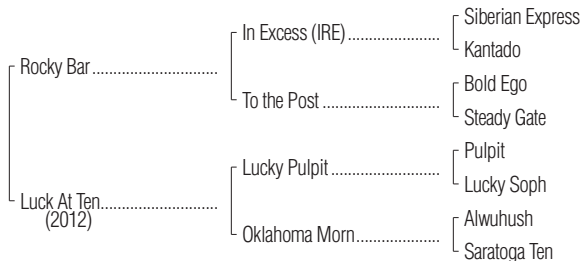 Siberian Express
In Excess (IRE)....................
Kantado
Rocky Bar...........................
Bold Ego
To the Post.........................
Steady Gate
Pulpit
Lucky Pulpit........................
Lucky Soph
Luck At Ten.........................
(2012)
Alwuhush
Oklahoma Morn..................
Saratoga Ten